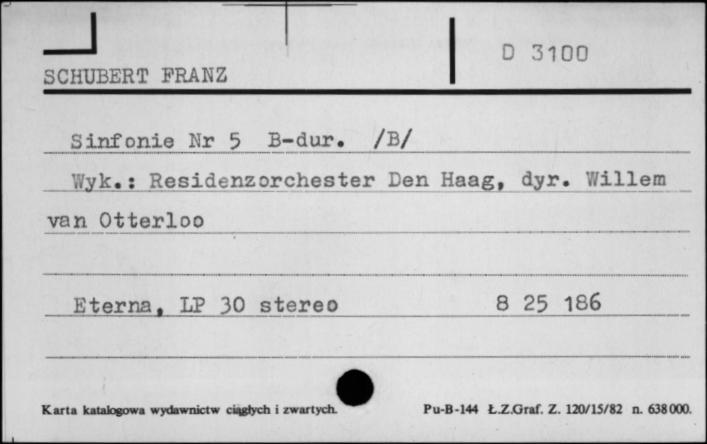 D 3100
SCHUBERT FRANZ
Sinfonie Nr 5 B-dur. /B/
Wyk.: Residenzorchester Den Haag, dyr. Willem
van Otterloo
Eterna, LP 30 stereo 8 25 186
Karta katalogowa wydawnictw ciągłych i zwartych. Pu-B-144 Ł.Z.Graf. Z. 120/15/82 n. 638000.